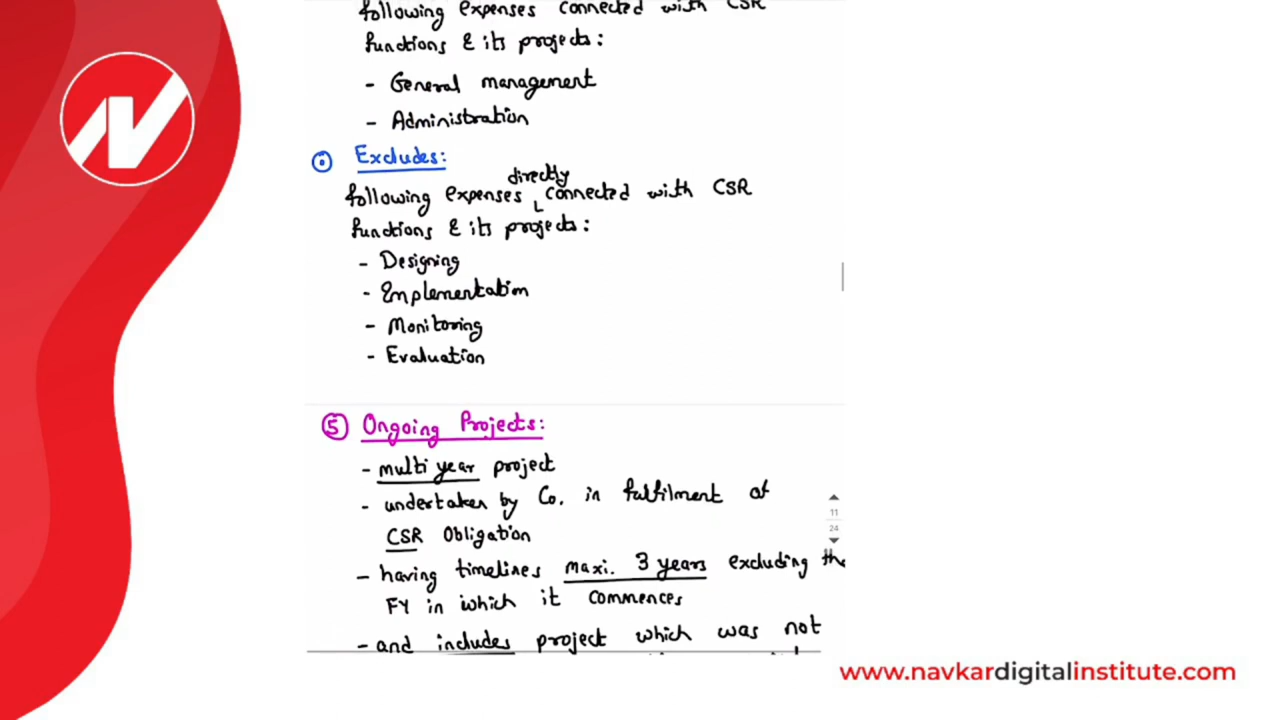 following expenses connected with CSR
functions & its projects:
- General management
- Administration
Excludes:
directly
following expenses connected with CSR
functions & its projects:
- Designing
- Implementation
- Monitoring
- Evaluation
5 Ongoing Projects:
- multi year project
- undertaken by Co. in fulfilment of
CSR Obligation
- having timelines maxi. 3 years excluding the
FY in which it commences
- and includes project which was not
11
24
www.navkardigitalinstitute.com